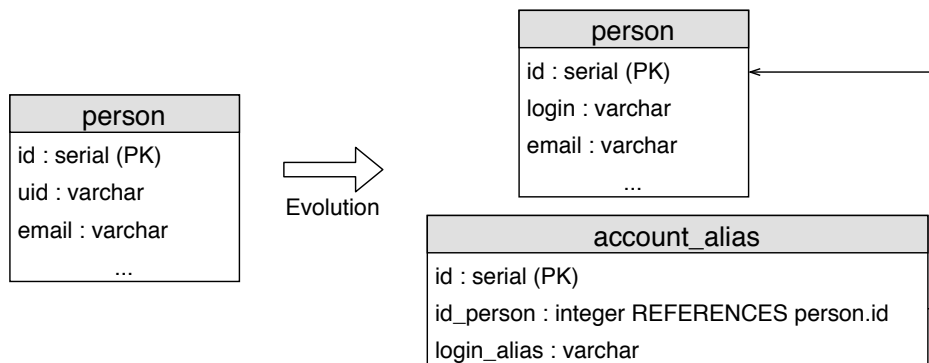 person
id : serial (PK)
uid : varchar
email : varchar
...
Evolution
person
id : serial (PK)
login : varchar
email : varchar
...
account_alias
id : serial (PK)
id_person : integer REFERENCES person.id
login_alias : varchar